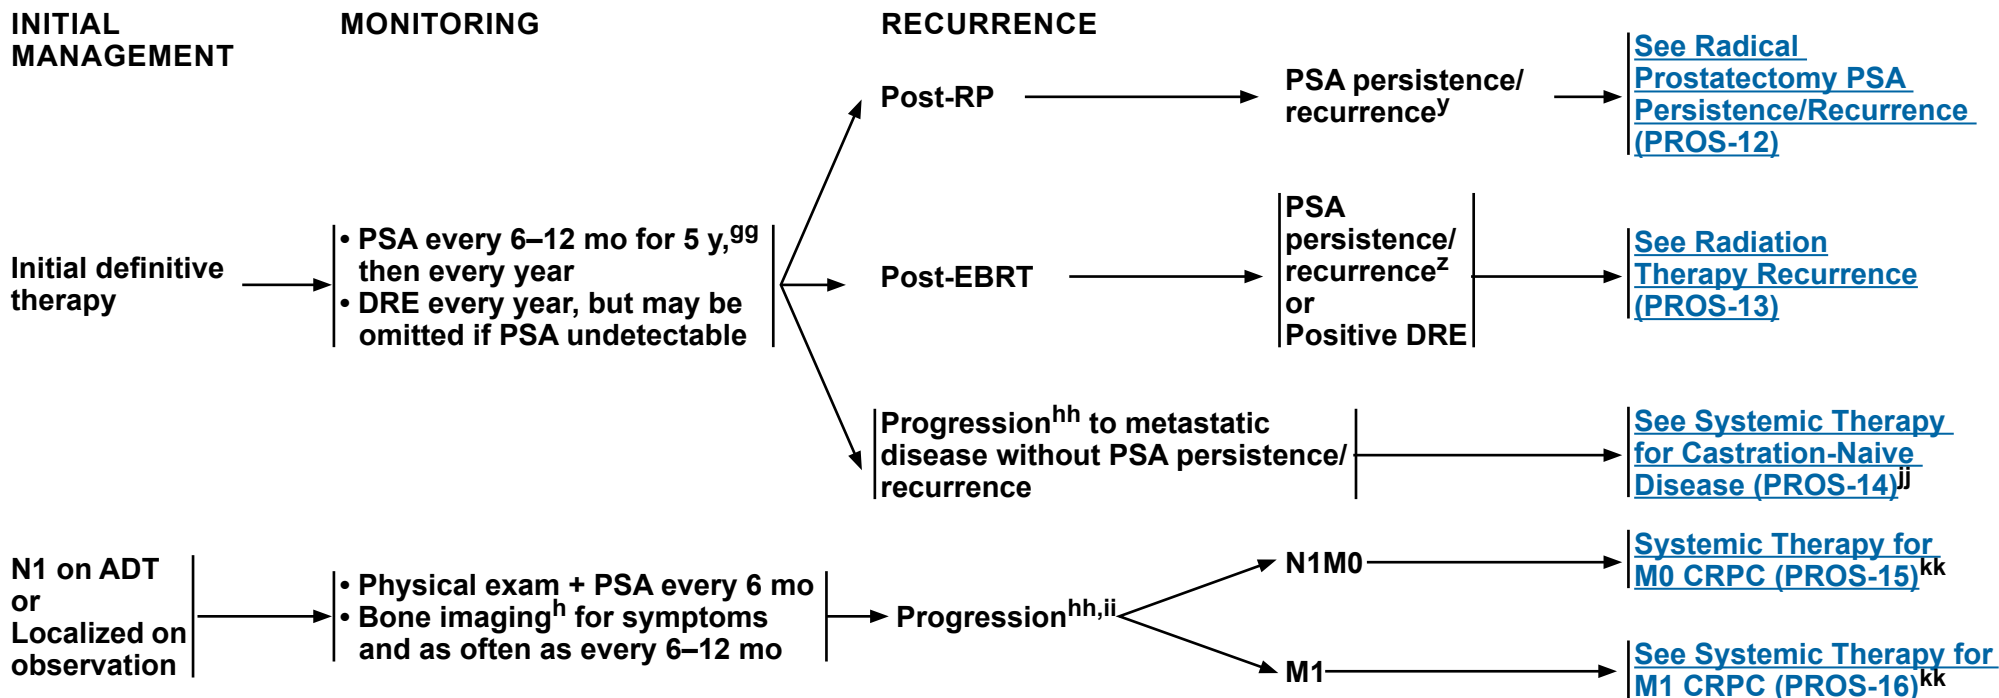 INITIAL
MANAGEMENT
MONITORING
RECURRENCE
Initial definitive
therapy
• PSA every 6–12 mo for 5 y,gg
then every year
• DRE every year, but may be
omitted if PSA undetectable
Post-RP
PSA persistence/
recurrencey
See Radical
Prostatectomy PSA
Persistence/Recurrence
(PROS-12)
Post-EBRT
PSA
persistence/
recurrencez
or
Positive DRE
See Radiation
Therapy Recurrence
(PROS-13)
Progressionhh to metastatic
disease without PSA persistence/
recurrence
See Systemic Therapy
for Castration-Naive
Disease (PROS-14)jj
N1 on ADT
or
Localized on
observation
• Physical exam + PSA every 6 mo
• Bone imagingh for symptoms
and as often as every 6–12 mo
Progressionhh,ii
N1M0
Systemic Therapy for
M0 CRPC (PROS-15)kk
M1
See Systemic Therapy for
M1 CRPC (PROS-16)kk